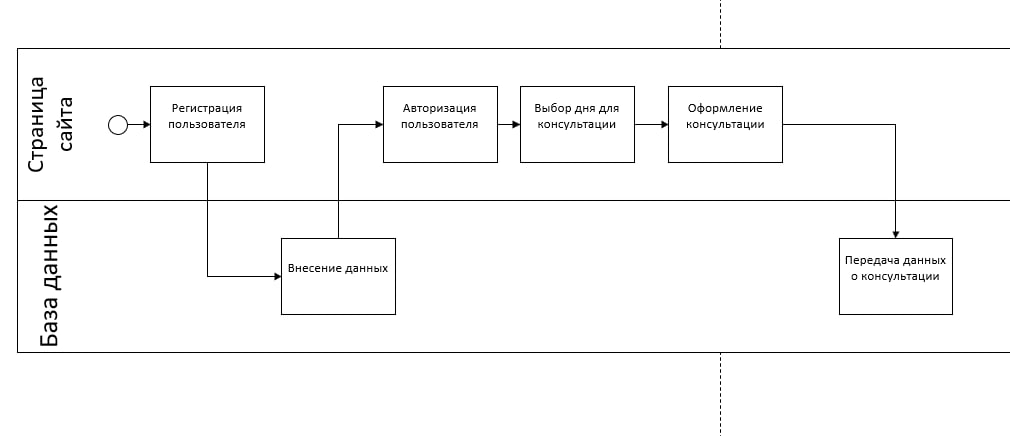 Страница
сайта
Регистрация
пользователя
Авторизация
пользователя
Выбор дня для
консультации
Оформление
консультации
База данных
Внесение данных
Передача данных
о консультации